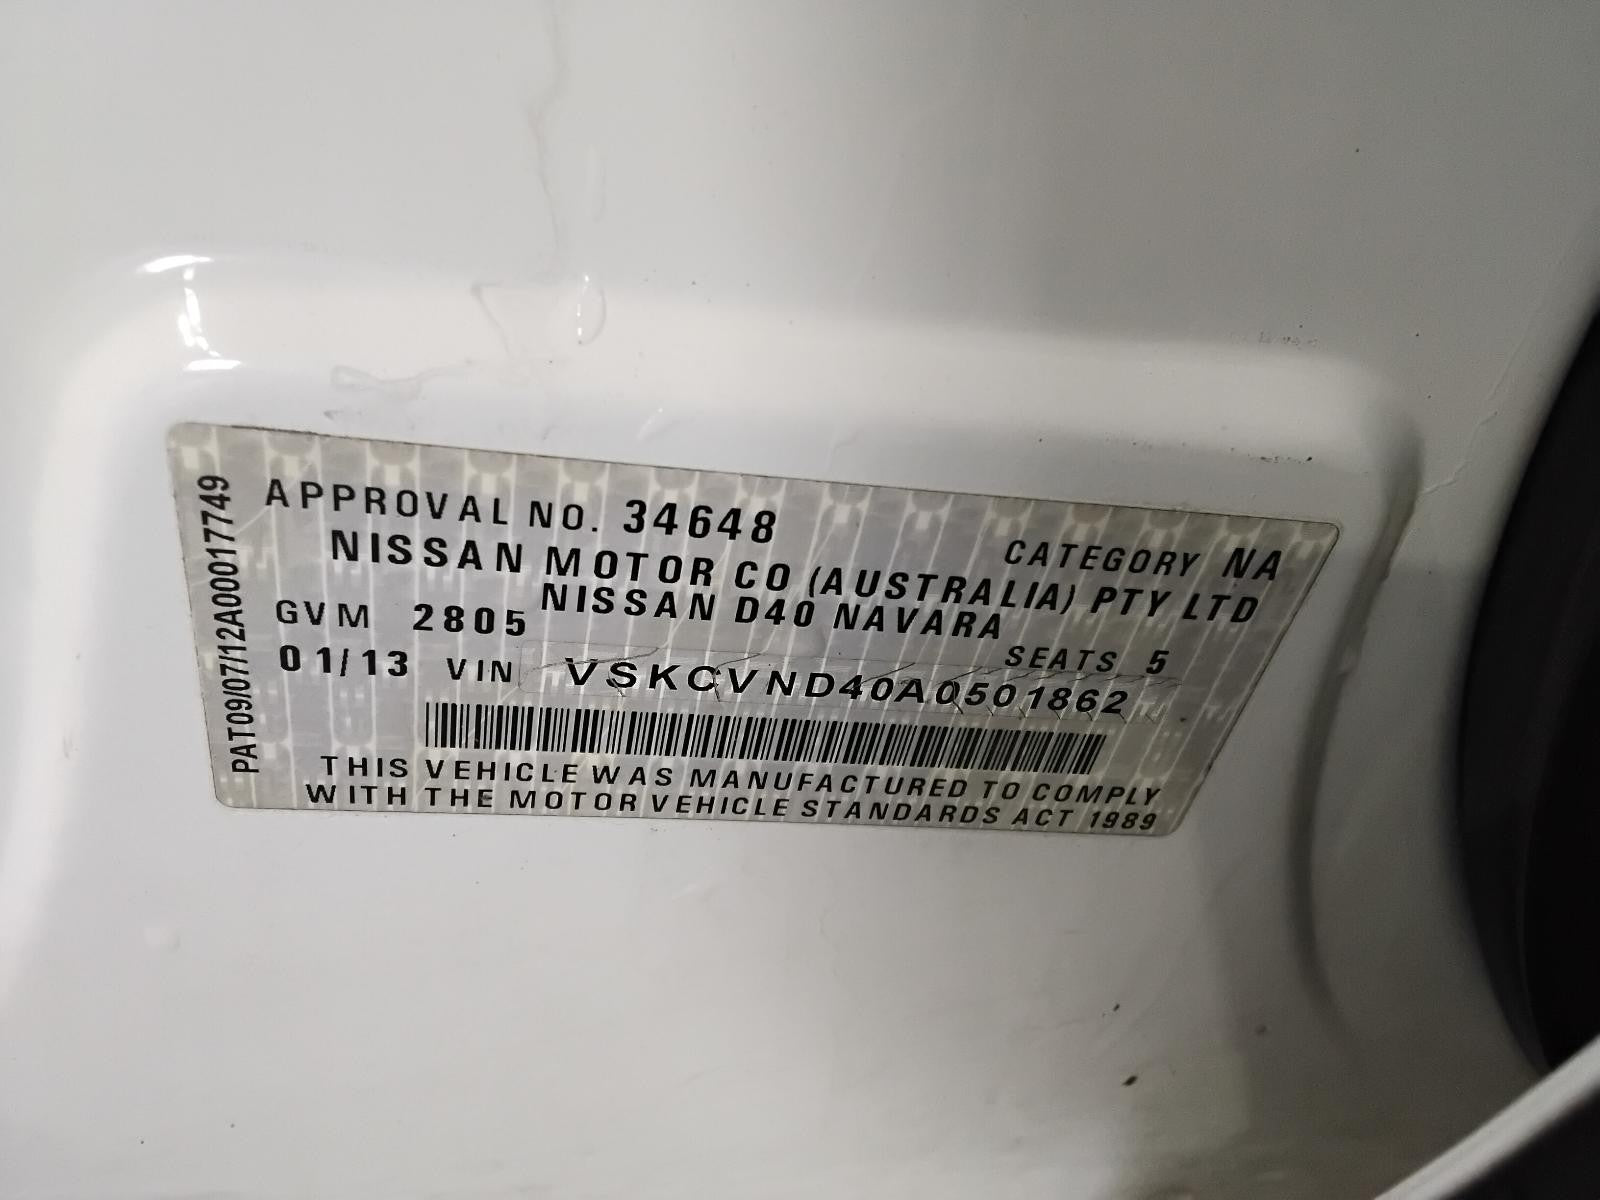 APPROVAL NO. 34648
CATEGORY NA
NISSAN MOTOR CO (AUSTRALIA) PTY LTD
NISSAN D40 NAVARA
GVM 2805
SEATS 5
01/13 VIN VSKCVND40A0501862
THIS VEHICLE WAS MANUFACTURED TO COMPLY
WITH THE MOTOR VEHICLE STANDARDS ACT 1989
PAT09/07/12A00017749